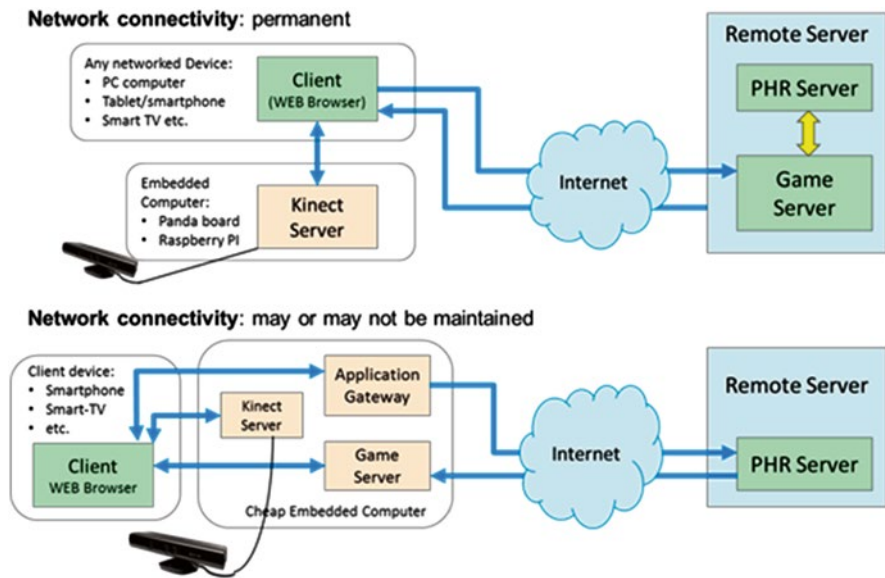 Network connectivity: permanent
Any networked Device:
• PC computer
• Tablet/smartphone
• Smart TV etc.
Client
(WEB Browser)
Embedded
Computer:
• Panda board
• Raspberry PI
Kinect
Server
Internet
Remote Server
PHR Server
Game
Server
Network connectivity: may or may not be maintained
Client device:
• Smartphone
• Smart-TV
• etc.
Client
WEB Browser
Kinect
Server
Application
Gateway
Game
Server
Cheap Embedded Computer
Internet
Remote Server
PHR Server